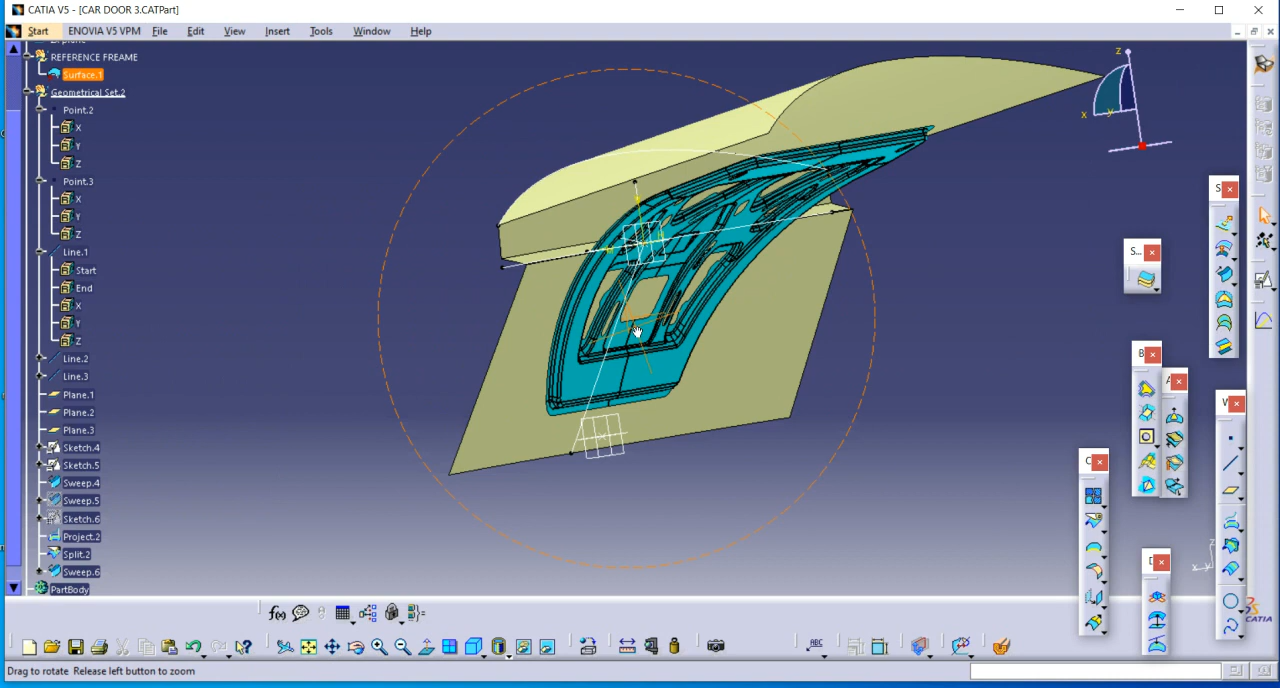 CATIA V5 - [CAR DOOR 3.CATPart]
Start ENOVIA V5 VPM File Edit View Insert Tools Window Help
REFERENCE FREAME
Surface.1
Geometrical Set.2
Point.2
X
Y
Z
Point.3
X
Y
Z
Line.1
Start
End
X
Y
Z
Line.2
Line.3
Plane.1
Plane.2
Plane.3
Sketch.4
Sketch.5
Sweep.4
Sweep.5
Sketch.6
Project.2
Split.2
Sweep.6
PartBody
z
x
y
S...
S...
B
C
W
f(x)
ABC
CATIA
Drag to rotate Release left button to zoom